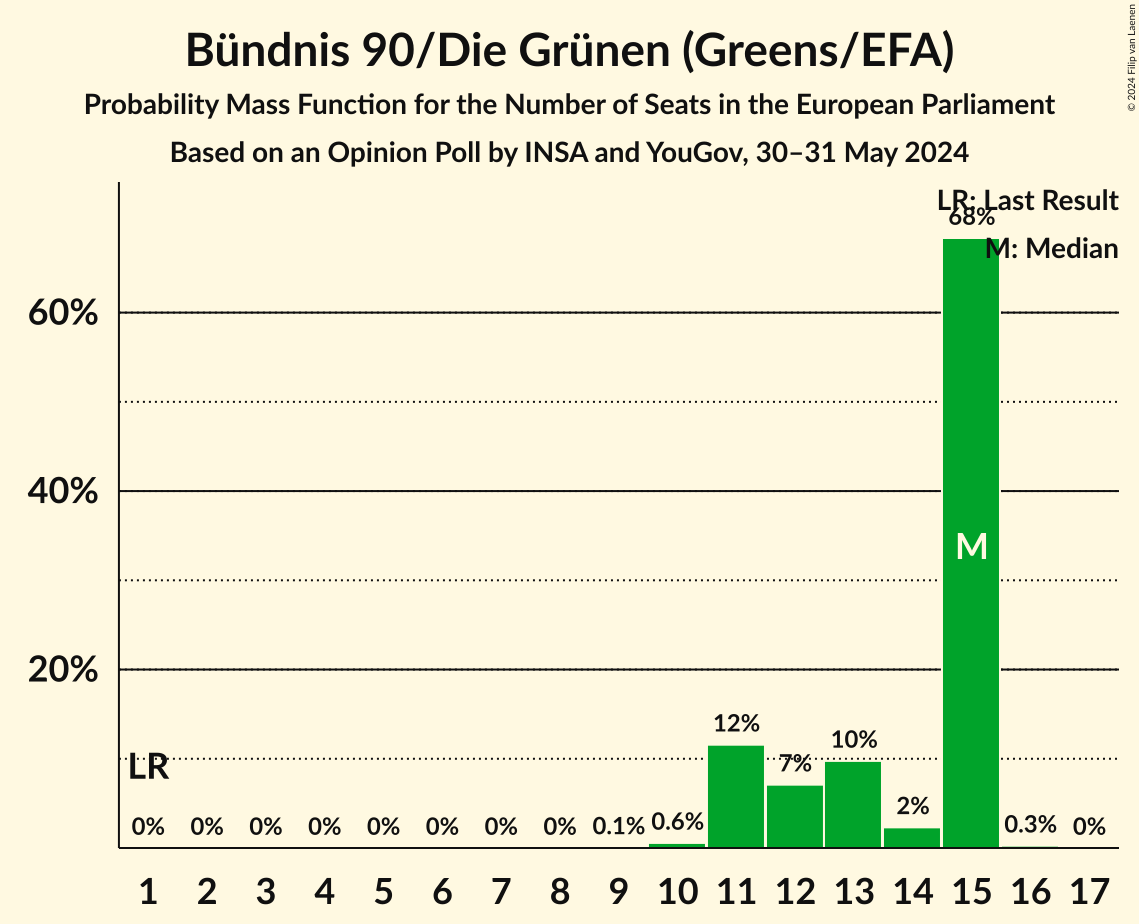 Bündnis 90/Die Grünen (Greens/EFA)
Probability Mass Function for the Number of Seats in the European Parliament
Based on an Opinion Poll by INSA and YouGov, 30–31 May 2024
© 2024 Filip van Laenen
LR: Last Result
68%
M: Median
60%
40%
M
20%
12%
10%
LR
7%
2%
0% 0% 0% 0% 0% 0% 0% 0% 0.1% 0.6% 0.3% 0%
1 2 3 4 5 6 7 8 9 10 11 12 13 14 15 16 17